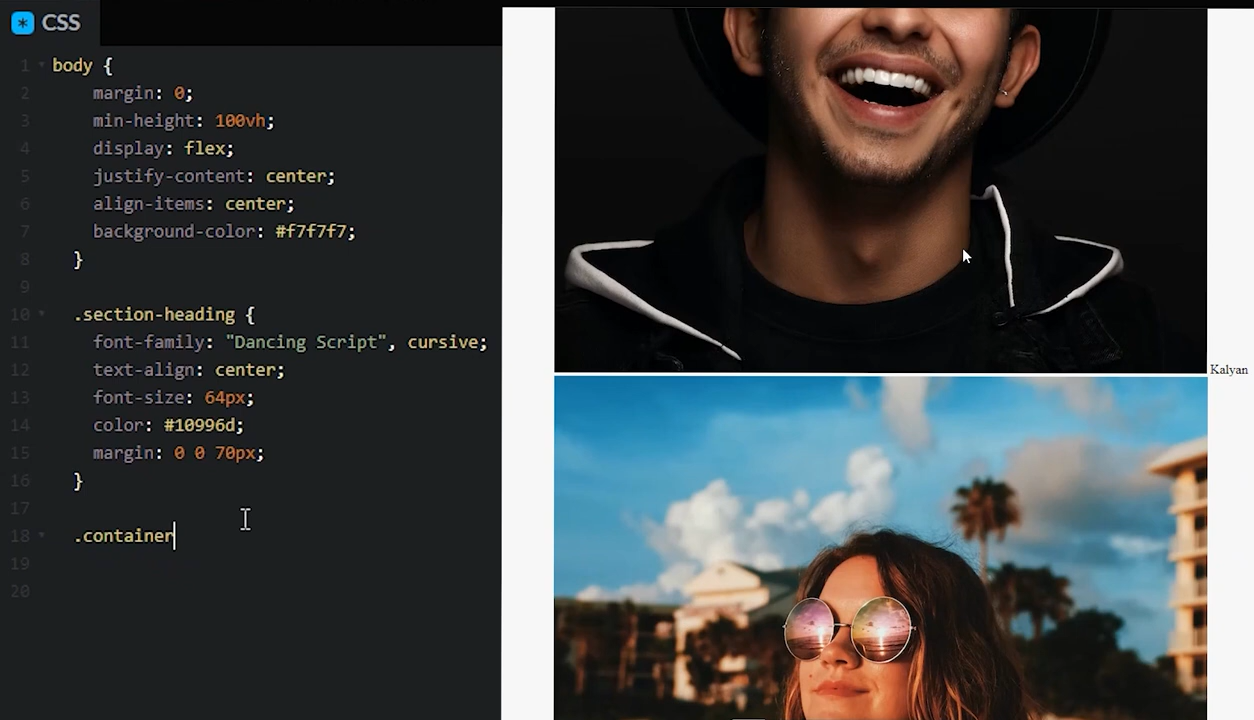 CSS
1 body {
2 margin: 0;
3 min-height: 100vh;
4 display: flex;
5 justify-content: center;
6 align-items: center;
7 background-color: #f7f7f7;
8 }
9
10 .section-heading {
11 font-family: "Dancing Script", cursive;
12 text-align: center;
13 font-size: 64px;
14 color: #10996d;
15 margin: 0 0 70px;
16 }
17
18 .container
19
20
Kalyan